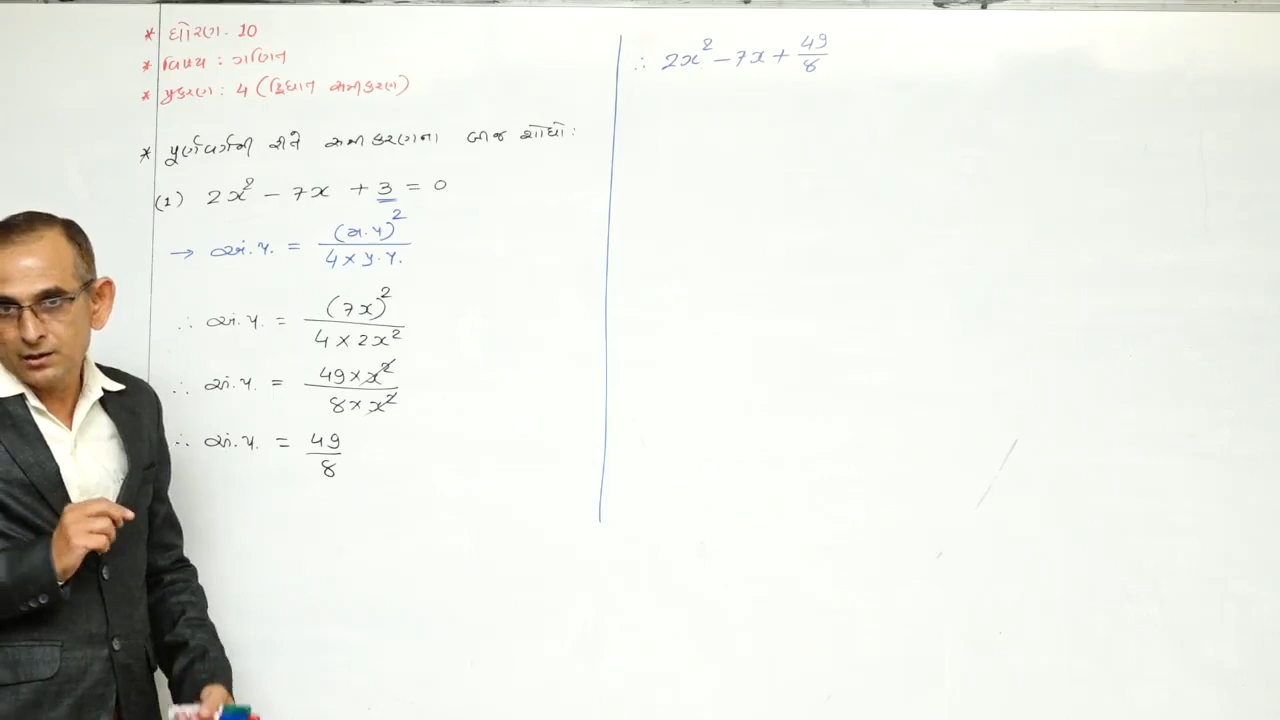 * ધોરણ. 10
* વિષય : ગણિત
* પ્રકરણ : 4 (દ્વિઘાત સમીકરણ)
* પૂર્ણવર્ગની રીતે સમીકરણના બીજ શોધો :
(1) 2x² - 7x + 3 = 0
→ અં.પ. = (મ.પ)² / 4 × પ્ર.પ.
∴ અં.પ. = (7x)² / 4 × 2x²
∴ અં.પ. = 49 × x² / 8 × x²
∴ અં.પ. = 49 / 8
∴ 2x² - 7x + 49/8